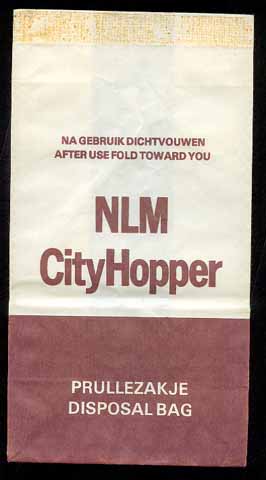 NA GEBRUIK DICHTVOUWEN
AFTER USE FOLD TOWARD YOU
NLM
CityHopper
PRULLEZAKJE
DISPOSAL BAG